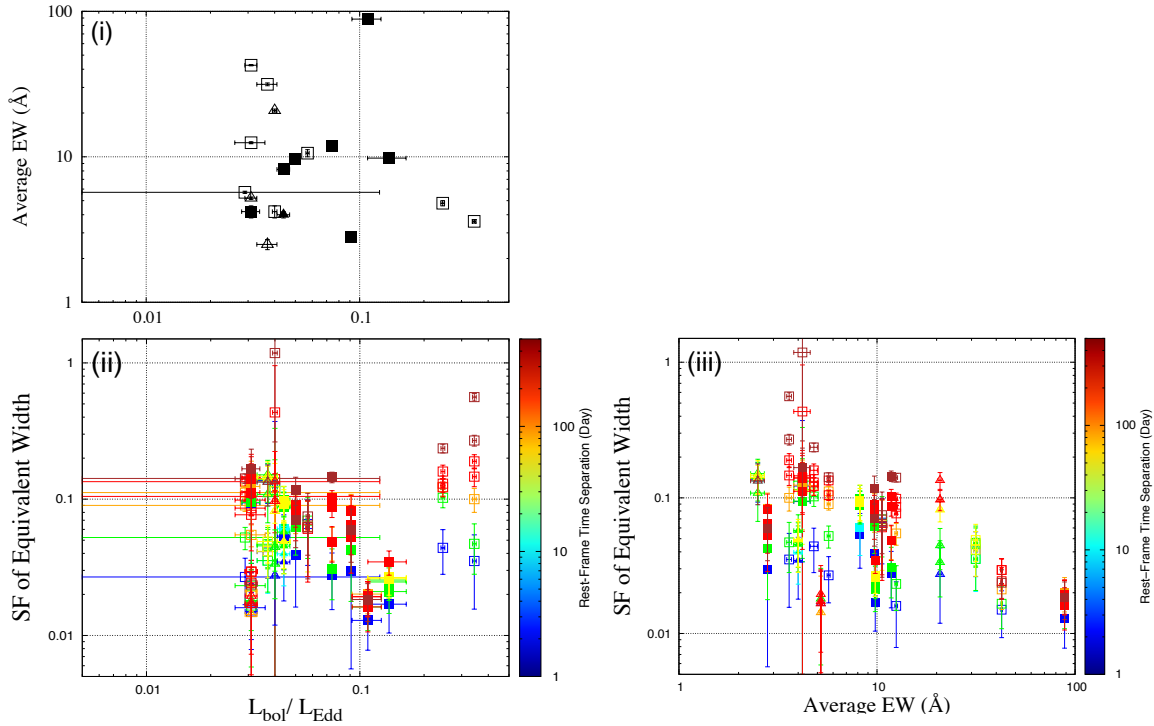 (i)
Average EW (Å)
100
10
1
0.01
0.1
(ii)
SF of Equivalent Width
1
0.1
0.01
0.01
0.1
L_bol/ L_Edd
100
10
1
Rest-Frame Time Separation (Day)
(iii)
SF of Equivalent Width
1
0.1
0.01
1
10
100
Average EW (Å)
100
10
1
Rest−Frame Time Separation (Day)